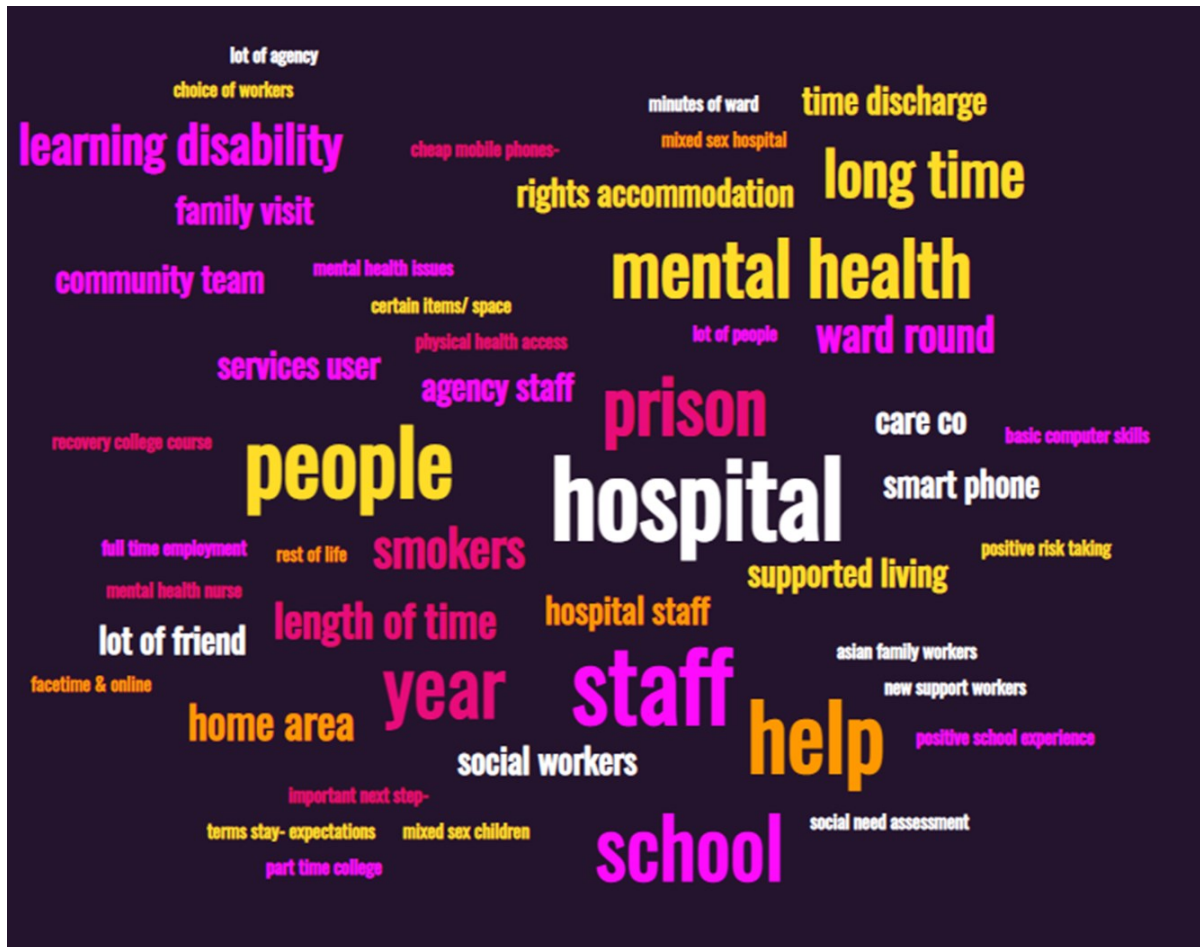 lot of agency
choice of workers
minutes of ward
time discharge
learning disability
cheap mobile phones-
mixed sex hospital
long time
rights accommodation
family visit
community team
mental health issues
mental health
certain items/ space
physical health access
lot of people
ward round
services user
agency staff
prison
care co
basic computer skills
recovery college course
people
hospital
smart phone
full time employment
rest of life
smokers
positive risk taking
supported living
mental health nurse
length of time
hospital staff
lot of friend
asian family workers
facetime & online
year
staff
new support workers
home area
help
positive school experience
social workers
important next step-
terms stay- expectations
mixed sex children
school
social need assessment
part time college